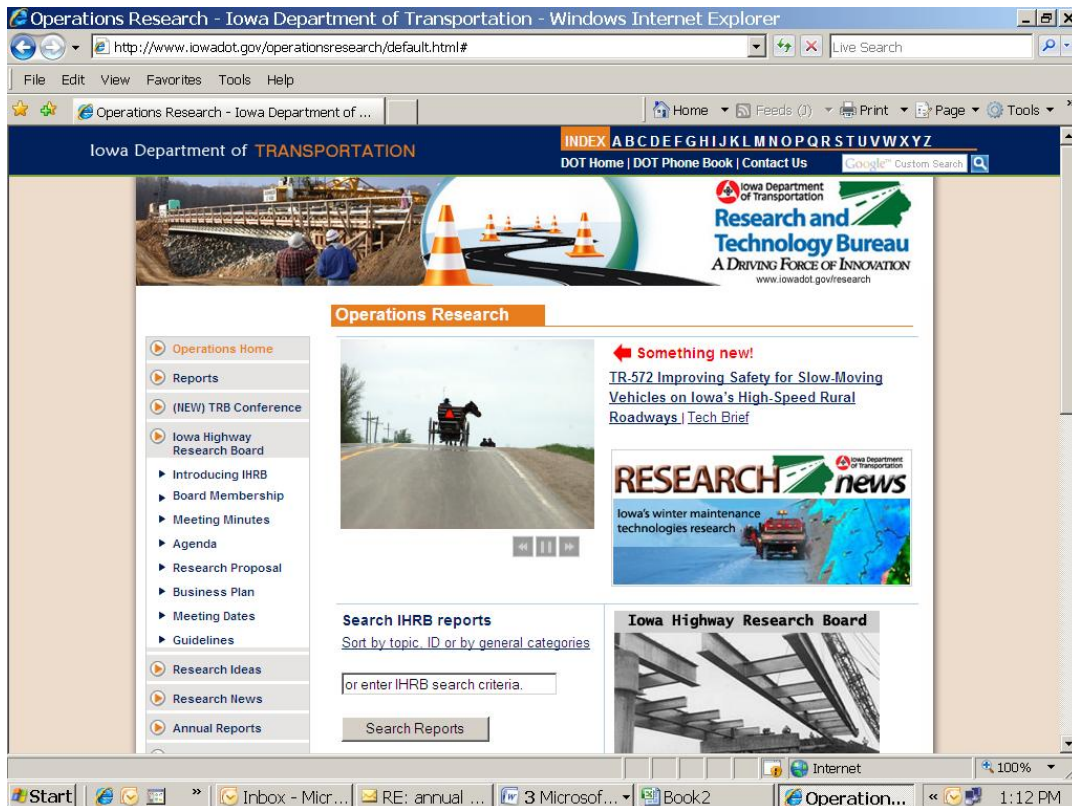 Operations Research - Iowa Department of Transportation - Windows Internet Explorer
http://www.iowadot.gov/operationsresearch/default.html#
Live Search
File Edit View Favorites Tools Help
Operations Research - Iowa Department of ...
Home Feeds (J) Print Page Tools
Iowa Department of TRANSPORTATION
INDEX A B C D E F G H I J K L M N O P Q R S T U V W X Y Z
DOT Home | DOT Phone Book | Contact Us
Google™ Custom Search
Iowa Department
of Transportation
Research and
Technology Bureau
A DRIVING FORCE OF INNOVATION
www.iowadot.gov/research
Operations Research
Operations Home
Reports
(NEW) TRB Conference
Iowa Highway
Research Board
Introducing IHRB
Board Membership
Meeting Minutes
Agenda
Research Proposal
Business Plan
Meeting Dates
Guidelines
Research Ideas
Research News
Annual Reports
Something new!
TR-572 Improving Safety for Slow-Moving
Vehicles on Iowa's High-Speed Rural
Roadways | Tech Brief
Iowa Department
of Transportation
RESEARCH news
Iowa's winter maintenance
technologies research
Search IHRB reports
Sort by topic, ID or by general categories
or enter IHRB search criteria.
Search Reports
Iowa Highway Research Board
Internet
100%
Start
Inbox - Micr...
RE: annual ...
3 Microsof...
Book2
Operation...
1:12 PM